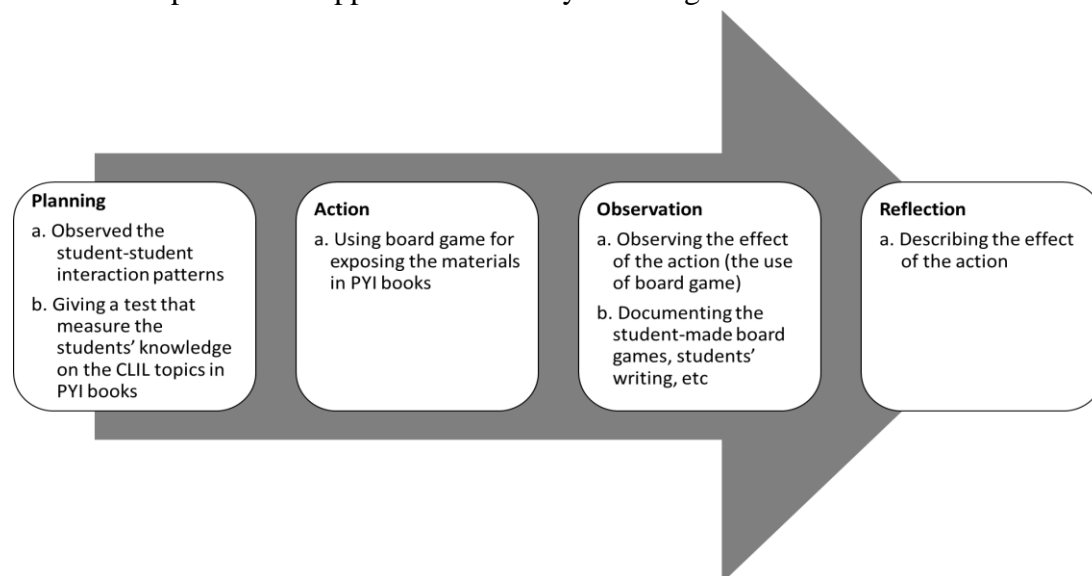 Planning
a. Observed the
student-student
interaction patterns
b. Giving a test that
measure the
students' knowledge
on the CLIL topics in
PYI books
Action
a. Using board game for
exposing the materials
in PYI books
Observation
a. Observing the effect
of the action (the use
of board game)
b. Documenting the
student-made board
games, students'
writing, etc
Reflection
a. Describing the effect
of the action